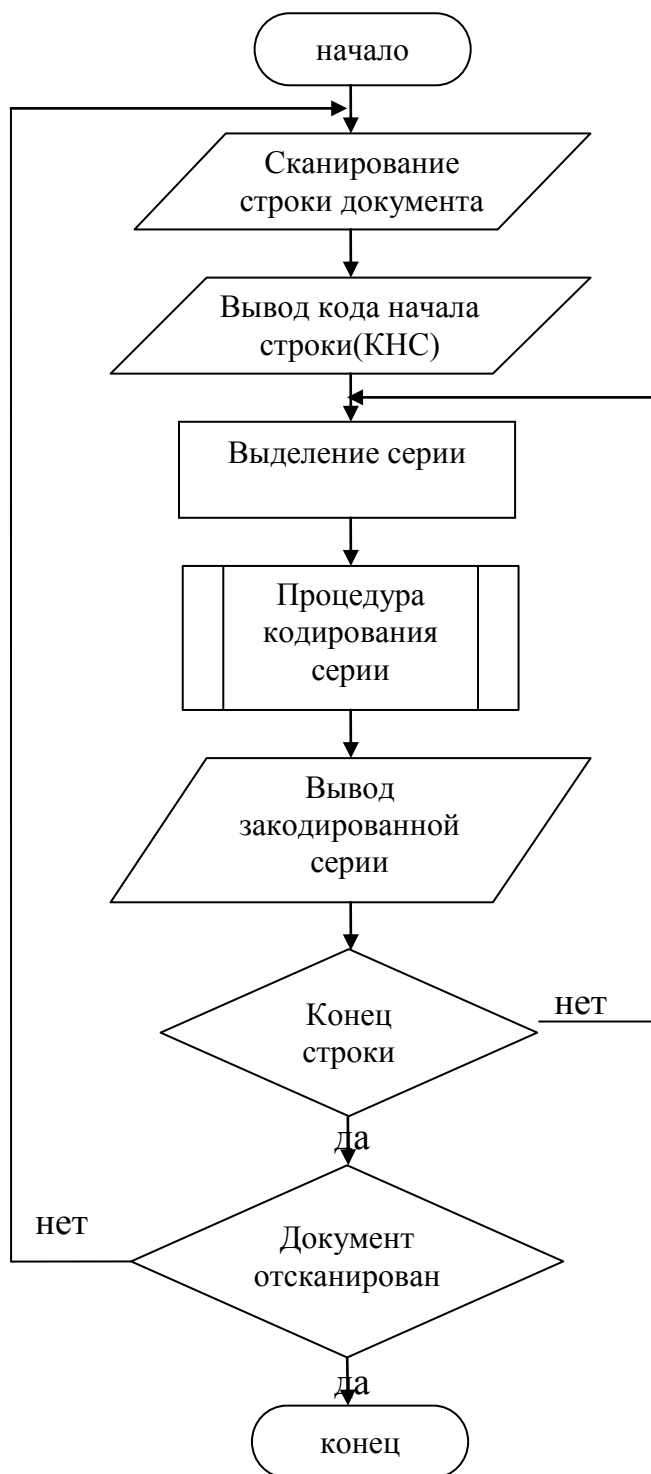 начало
Сканирование
строки документа
Вывод кода начала
строки(КНС)
Выделение серии
Процедура
кодирования
серии
Вывод
закодированной
серии
Конец
строки
нет
да
нет
Документ
отсканирован
да
конец